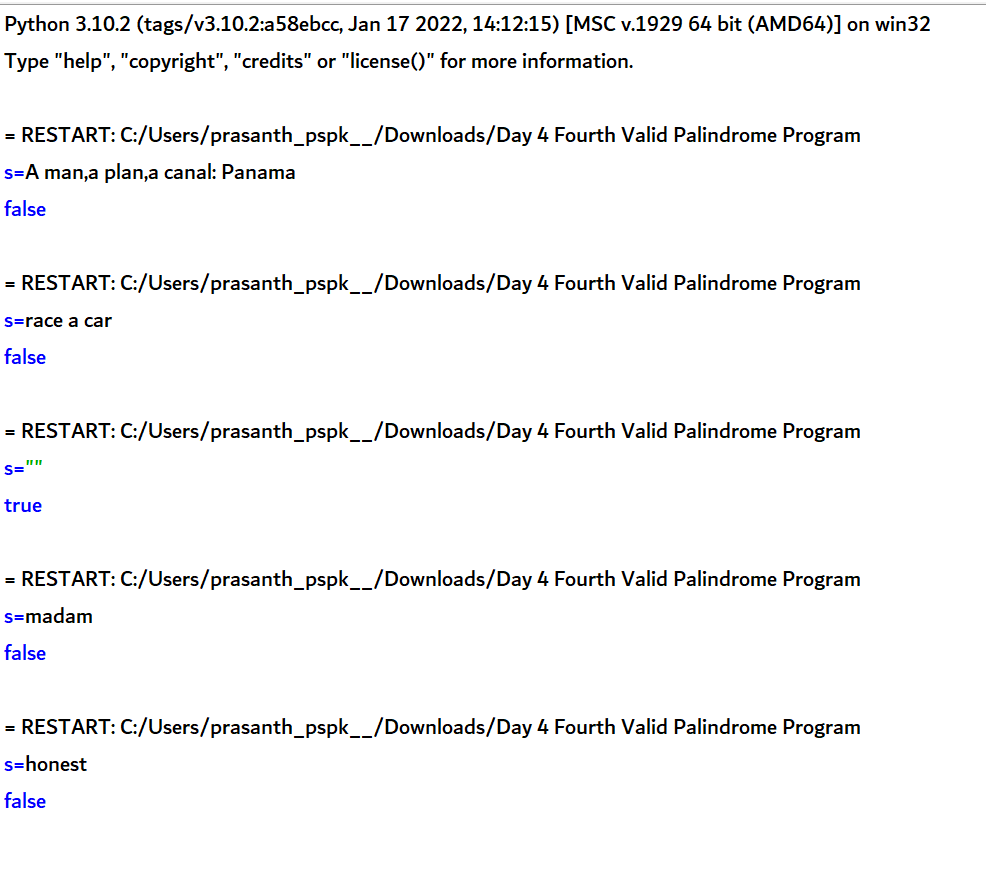 Python 3.10.2 (tags/v3.10.2:a58ebcc, Jan 17 2022, 14:12:15) [MSC v.1929 64 bit (AMD64)] on win32
Type "help", "copyright", "credits" or "license()" for more information.
= RESTART: C:/Users/prasanth_pspk__/Downloads/Day 4 Fourth Valid Palindrome Program
s=A man,a plan,a canal: Panama
false
= RESTART: C:/Users/prasanth_pspk__/Downloads/Day 4 Fourth Valid Palindrome Program
s=race a car
false
= RESTART: C:/Users/prasanth_pspk__/Downloads/Day 4 Fourth Valid Palindrome Program
s=""
true
= RESTART: C:/Users/prasanth_pspk__/Downloads/Day 4 Fourth Valid Palindrome Program
s=madam
false
= RESTART: C:/Users/prasanth_pspk__/Downloads/Day 4 Fourth Valid Palindrome Program
s=honest
false